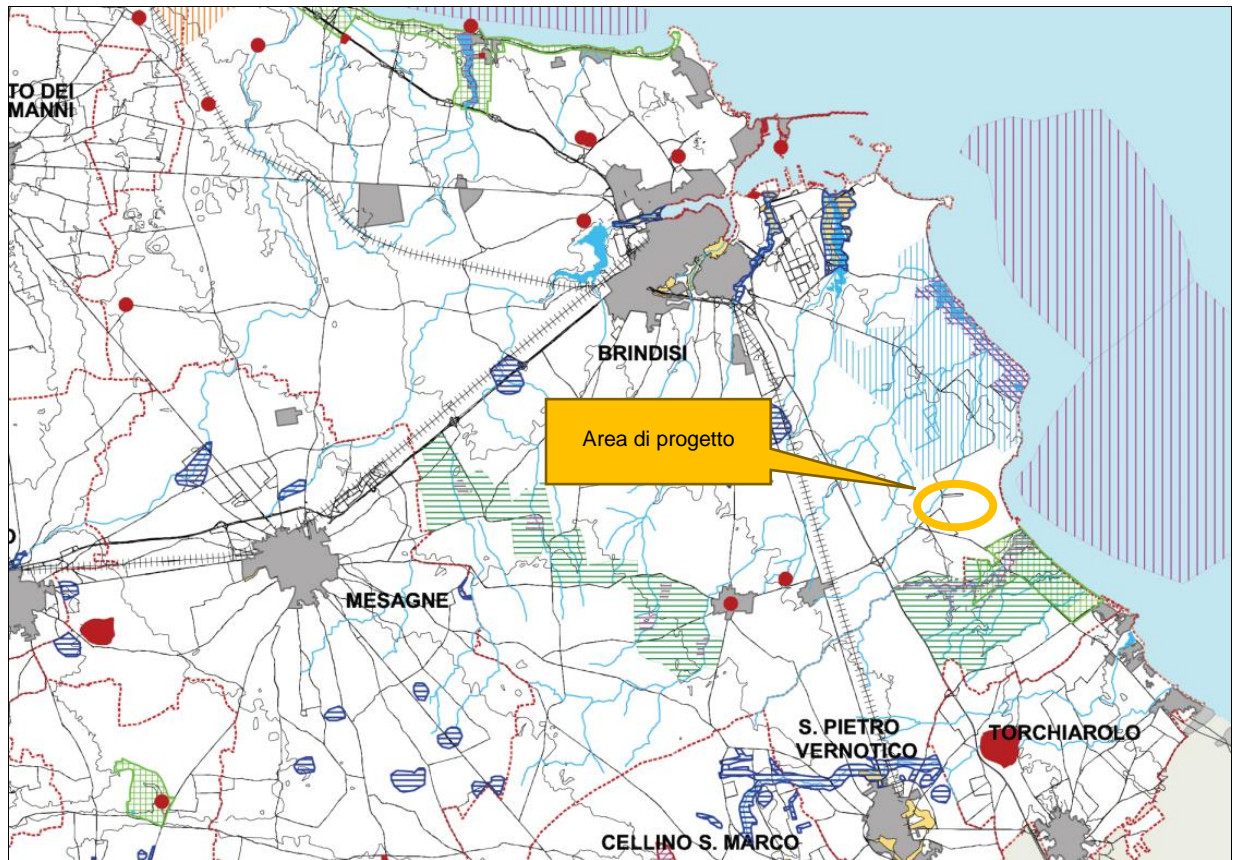 TO DEI
MANNI
BRINDISI
Area di progetto
MESAGNE
S. PIETRO
VERNOTICO
TORCHIAROLO
CELLINO S. MARCO
O